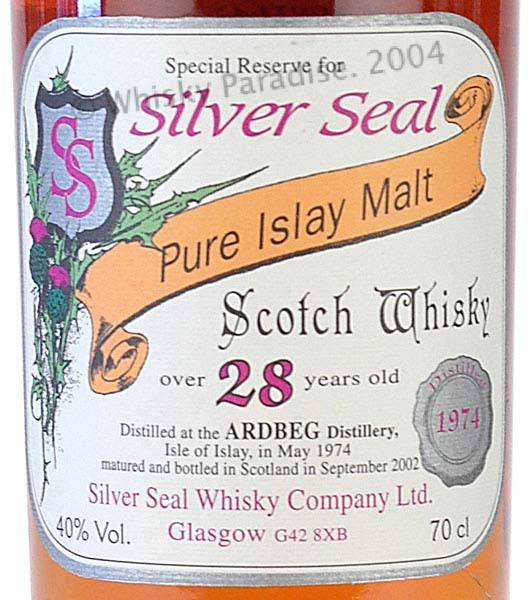 © Whisky Paradise. 2004
Special Reserve for
Silver Seal
SS
Pure Islay Malt
Scotch Whisky
over 28 years old
Distilled
1974
Distilled at the ARDBEG Distillery,
Isle of Islay, in May 1974
matured and bottled in Scotland in September 2002
Silver Seal Whisky Company Ltd.
40% Vol. Glasgow G42 8XB 70 cl